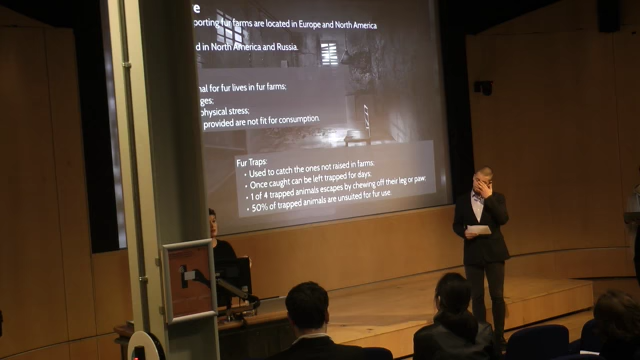 e
porting fur farms are located in Europe and North America
d in North America and Russia.
nal for fur lives in fur farms;
ges;
physical stress;
provided are not fit for consumption.
Fur Traps:
• Used to catch the ones not raised in farms;
• Once caught can be left trapped for days;
• 1 of 4 trapped animals escapes by chewing off their leg or paw;
• 50% of trapped animals are unsuited for fur use.